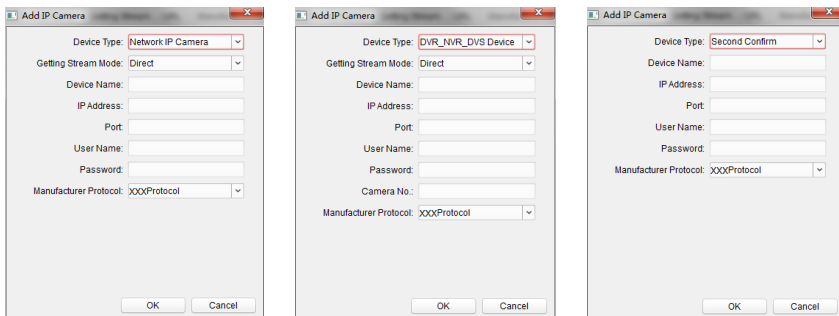 Add IP Camera
Device Type: Network IP Camera
Getting Stream Mode: Direct
Device Name:
IP Address:
Port:
User Name:
Password:
Manufacturer Protocol: XXXProtocol
OK Cancel
Add IP Camera
Device Type: DVR_NVR_DVS Device
Getting Stream Mode: Direct
Device Name:
IP Address:
Port:
User Name:
Password:
Camera No.:
Manufacturer Protocol: XXXProtocol
OK Cancel
Add IP Camera
Device Type: Second Confirm
Device Name:
IP Address:
Port:
User Name:
Password:
Manufacturer Protocol: XXXProtocol
OK Cancel